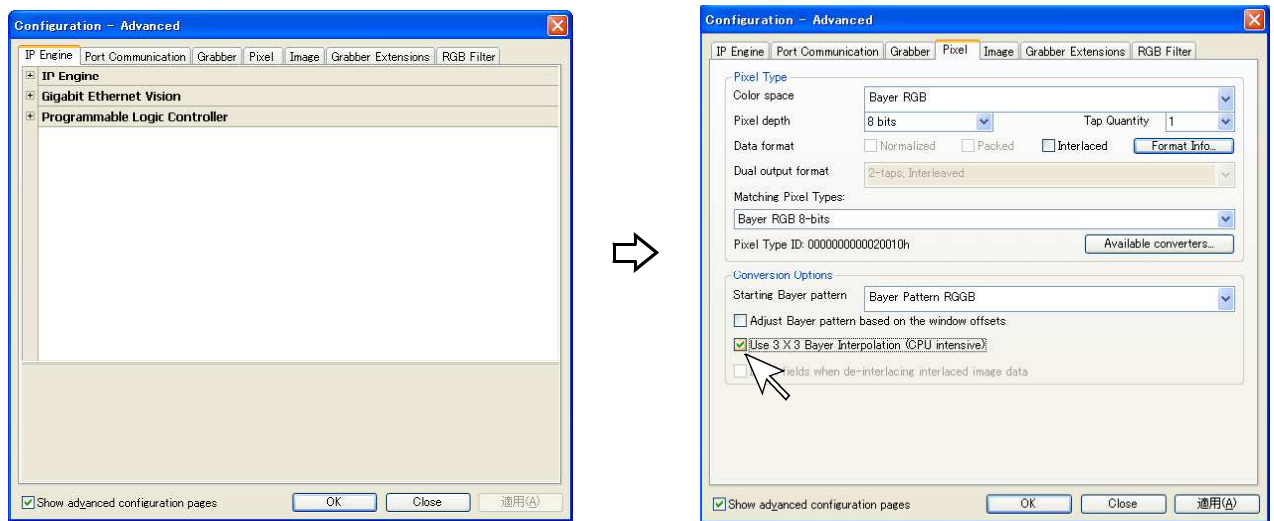 Configuration - Advanced
IP Engine Port Communication Grabber Pixel Image Grabber Extensions RGB Filter
IP Engine
Gigabit Ethernet Vision
Programmable Logic Controller
Show advanced configuration pages OK Close 適用(A)
Configuration - Advanced
IP Engine Port Communication Grabber Pixel Image Grabber Extensions RGB Filter
Pixel Type
Color space Bayer RGB
Pixel depth 8 bits Tap Quantity 1
Data format Normalized Packed Interlaced Format Info...
Dual output format 2-taps, Interleaved
Matching Pixel Types:
Bayer RGB 8-bits
Pixel Type ID: 0000000000020010h Available converters...
Conversion Options
Starting Bayer pattern Bayer Pattern RGGB
Adjust Bayer pattern based on the window offsets
Use 3 X 3 Bayer Interpolation (CPU intensive)
fields when de-interlacing interlaced image data
Show advanced configuration pages OK Close 適用(A)